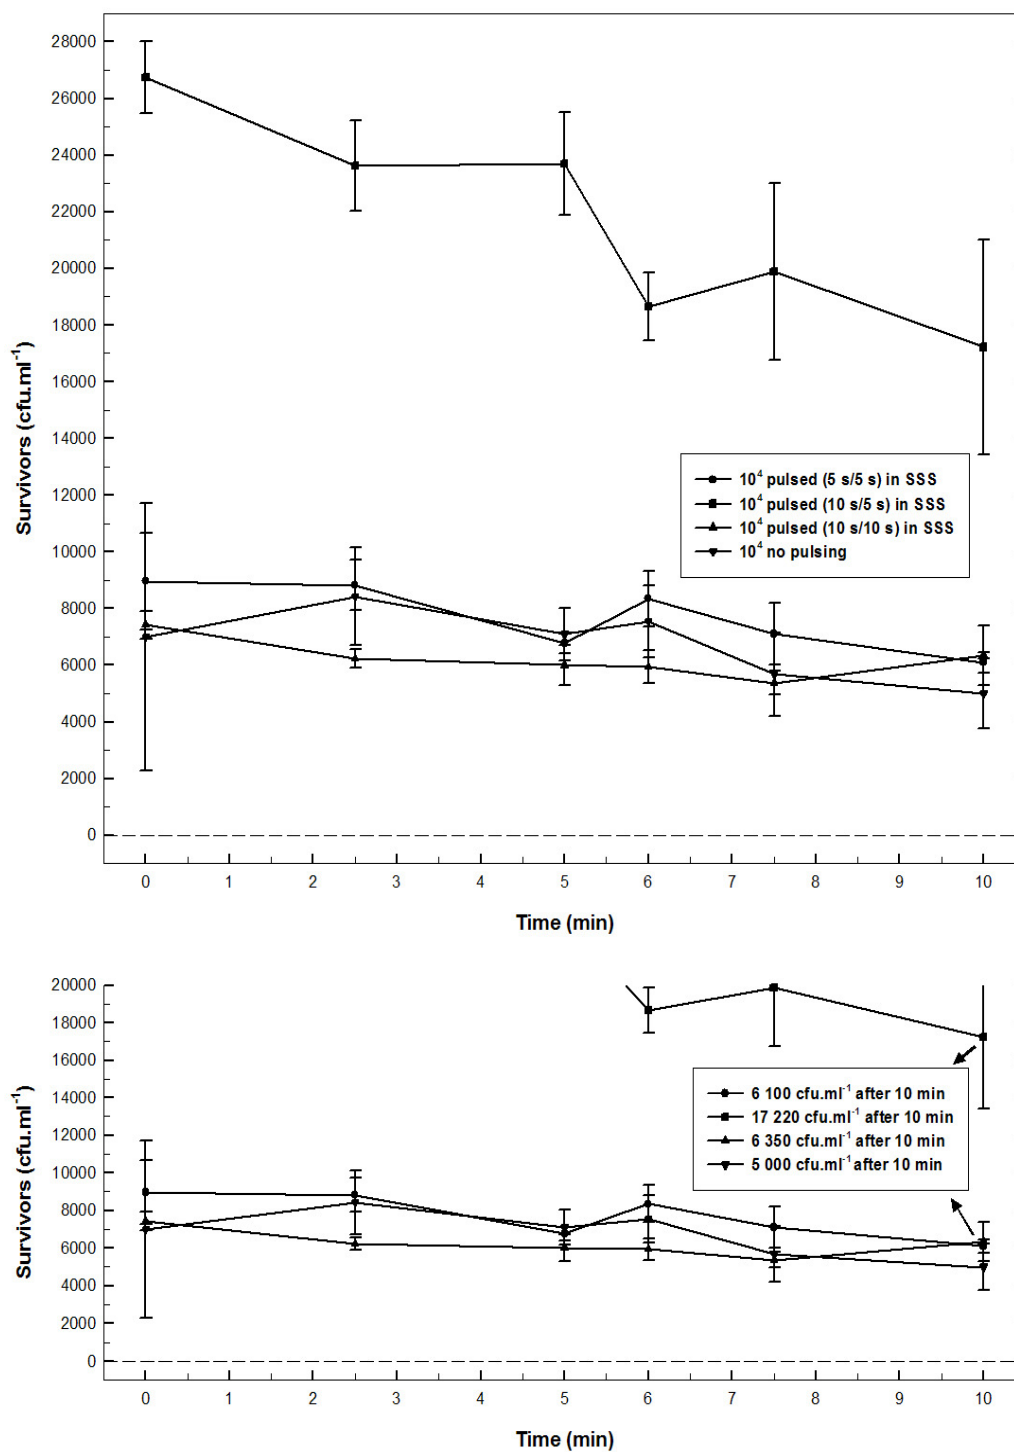 28000
26000
24000
22000
20000
18000
16000
14000
12000
10000
8000
6000
4000
2000
0
Survivors (cfu.ml⁻¹)
10⁴ pulsed (5 s/5 s) in SSS
10⁴ pulsed (10 s/5 s) in SSS
10⁴ pulsed (10 s/10 s) in SSS
10⁴ no pulsing
0 1 2 3 4 5 6 7 8 9 10
Time (min)
20000
18000
16000
14000
12000
10000
8000
6000
4000
2000
0
Survivors (cfu.ml⁻¹)
6 100 cfu.ml⁻¹ after 10 min
17 220 cfu.ml⁻¹ after 10 min
6 350 cfu.ml⁻¹ after 10 min
5 000 cfu.ml⁻¹ after 10 min
0 1 2 3 4 5 6 7 8 9 10
Time (min)